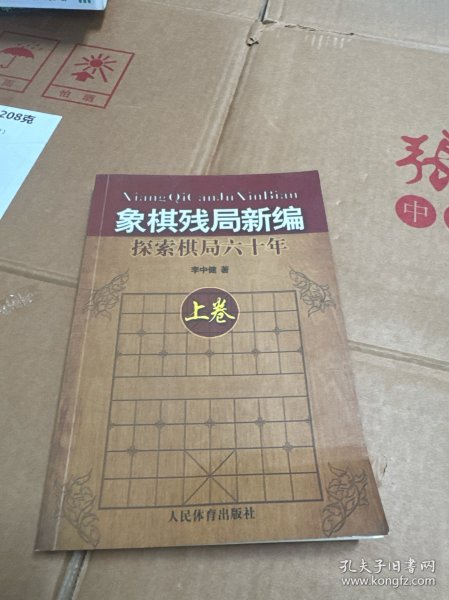 208克
怕晒
中
XiangQiCanJuXinBian
象棋残局新编
探索棋局六十年
李中健 著
上卷
人民体育出版社
孔夫子旧书网
www.kongfz.com